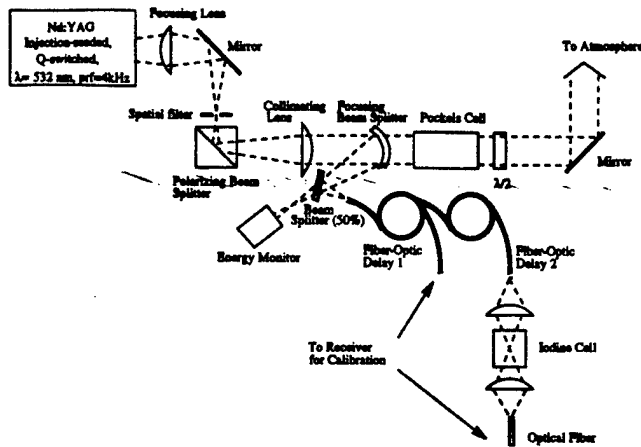 Nd:YAG
Injection-seeded,
Q-switched,
λ= 532 nm, prf=4kHz
Focusing Lens
Mirror
To Atmosphere
Spatial filter
Collimating
Lens
Focusing
Beam Splitter
Pockels Cell
Mirror
λ/2
Polarizing Beam
Splitter
Beam
Splitter (50%)
Energy Monitor
Fiber-Optic
Delay 1
Fiber-Optic
Delay 2
To Receiver
for Calibration
Iodine Cell
Optical Fiber